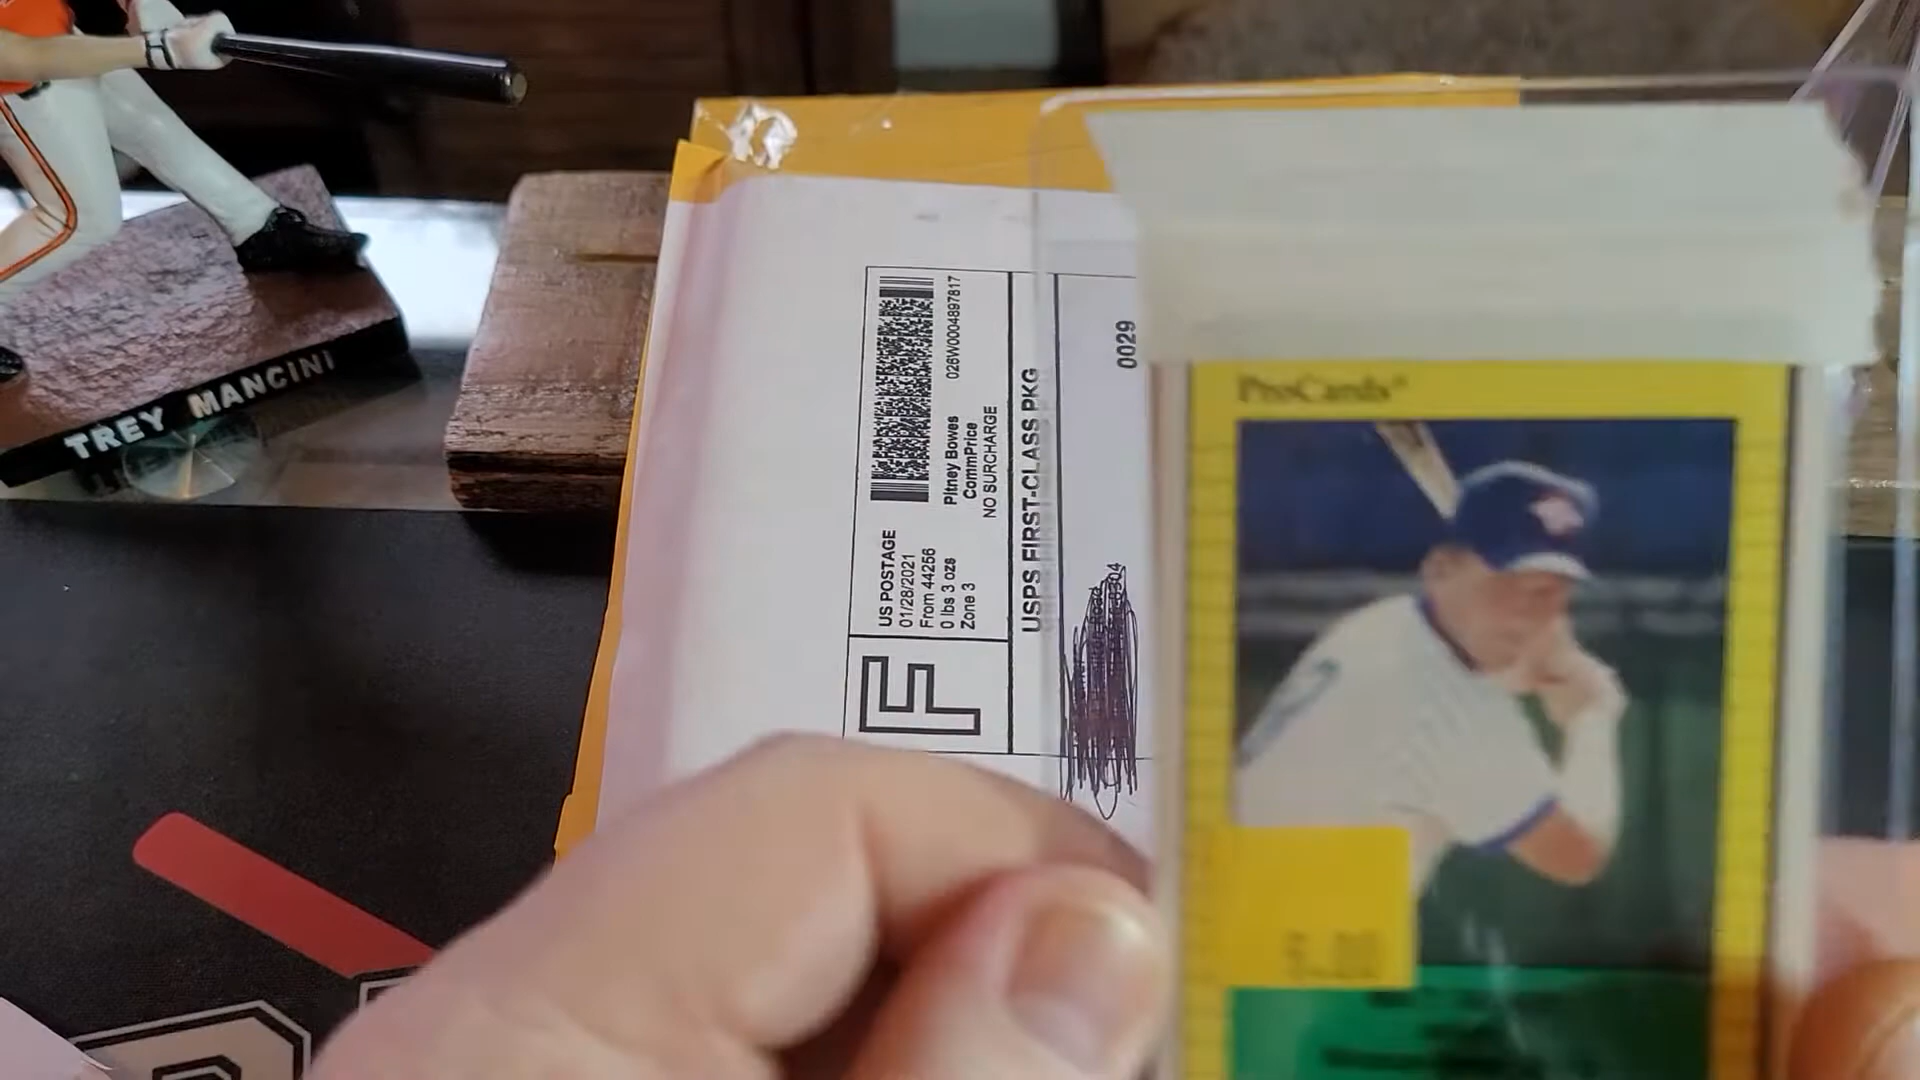 TREY MANCINI
US POSTAGE
01/28/2021
From 44256
0 lbs 3 ozs
Zone 3
Pitney Bowes
CommPrice
NO SURCHARGE
026W0004897817
F
USPS FIRST-CLASS PKG
0029
ProCards